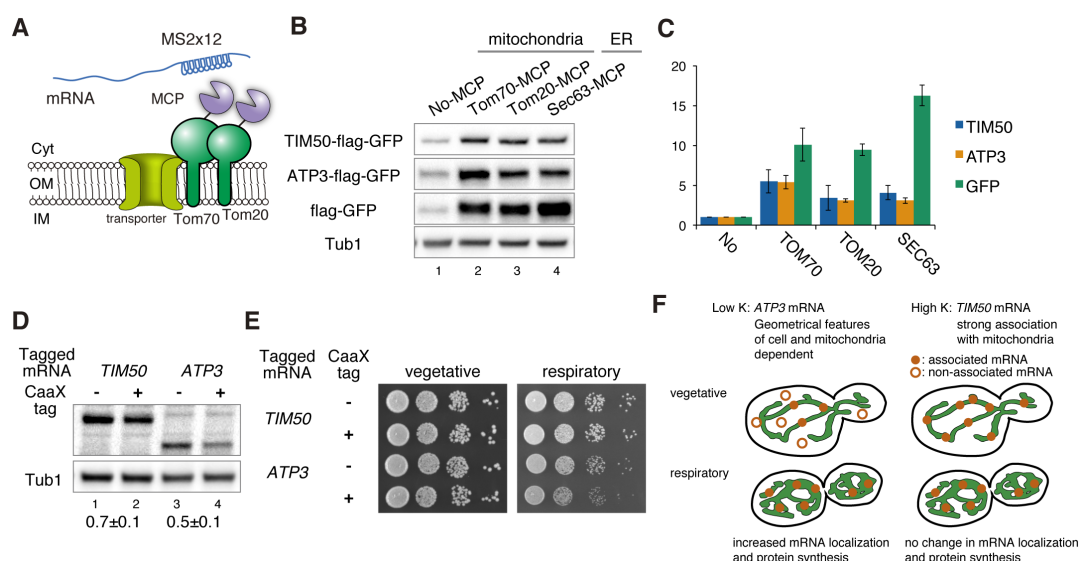 A
MS2x12
mRNA
MCP
Cyt
OM
IM
transporter
Tom70
Tom20
B
mitochondria
ER
No-MCP
Tom70-MCP
Tom20-MCP
Sec63-MCP
TIM50-flag-GFP
ATP3-flag-GFP
flag-GFP
Tub1
1 2 3 4
C
20
15
10
5
0
No
TOM70
TOM20
SEC63
TIM50
ATP3
GFP
D
Tagged
mRNA
TIM50 ATP3
CaaX
tag
- + - +
Tub1
1 2 3 4
0.7±0.1 0.5±0.1
E
Tagged
mRNA
CaaX
tag
vegetative
respiratory
TIM50
-
+
ATP3
-
+
F
Low K: ATP3 mRNA
Geometrical features
of cell and mitochondria
dependent
High K: TIM50 mRNA
strong association
with mitochondria
: associated mRNA
: non-associated mRNA
vegetative
respiratory
increased mRNA localization
and protein synthesis
no change in mRNA localization
and protein synthesis